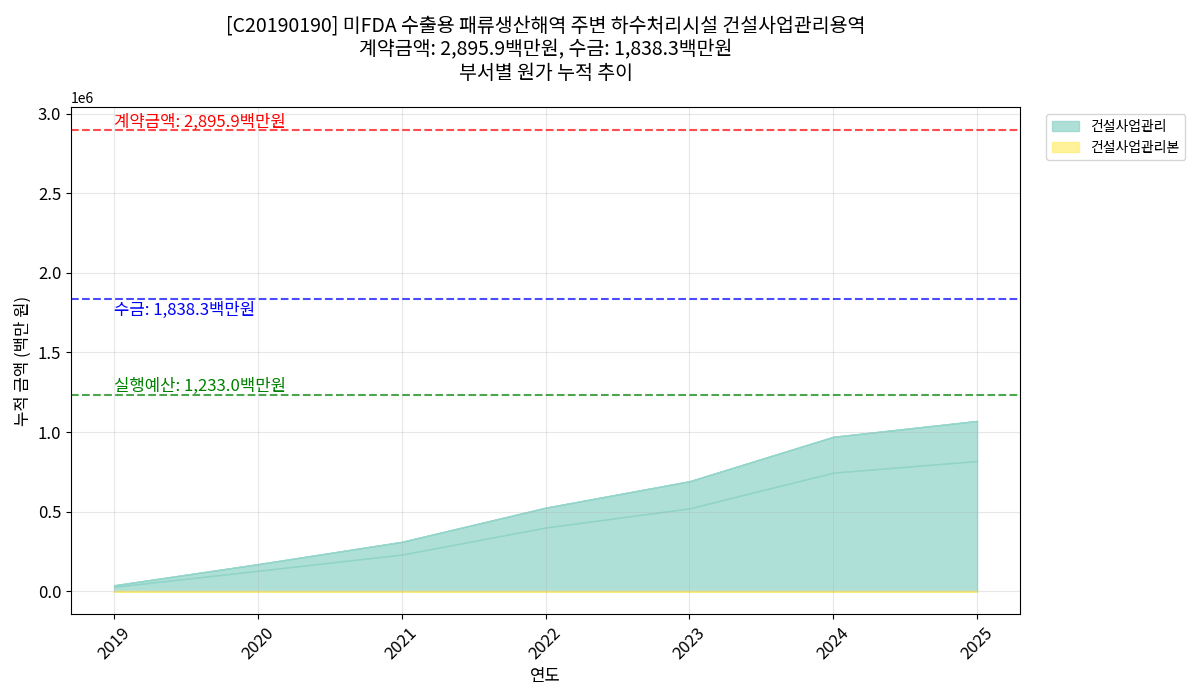 [C20190190] 미FDA 수출용 패류생산해역 주변 하수처리시설 건설사업관리용역
계약금액: 2,895.9백만원, 수금: 1,838.3백만원
부서별 원가 누적 추이
1e6
3.0
2.5
2.0
1.5
1.0
0.5
0.0
누적 금액 (백만 원)
계약금액: 2,895.9백만원
수금: 1,838.3백만원
실행예산: 1,233.0백만원
건설사업관리
건설사업관리본
2019
2020
2021
2022
2023
2024
2025
연도